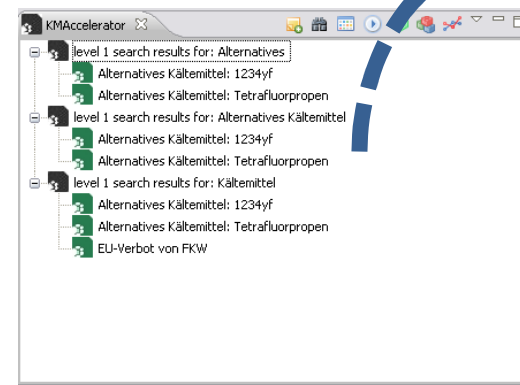 KMAccelerator
level 1 search results for: Alternatives
Alternatives Kältemittel: 1234yf
Alternatives Kältemittel: Tetrafluorpropen
level 1 search results for: Alternatives Kältemittel
Alternatives Kältemittel: 1234yf
Alternatives Kältemittel: Tetrafluorpropen
level 1 search results for: Kältemittel
Alternatives Kältemittel: 1234yf
Alternatives Kältemittel: Tetrafluorpropen
EU-Verbot von FKW